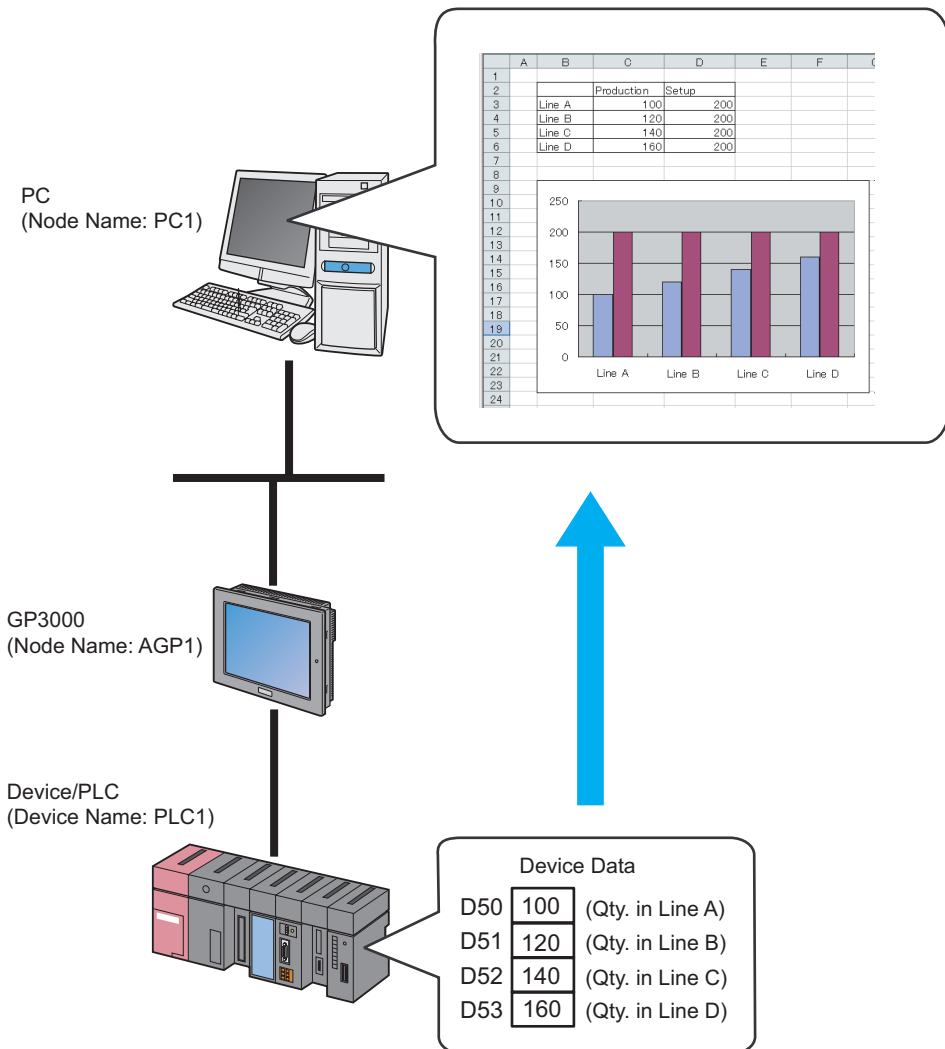 A B C D E F
1
2 Production Setup
3 Line A 100 200
4 Line B 120 200
5 Line C 140 200
6 Line D 160 200
7
8
9
10
11
12
13
14
15
16
17
18
19
20
21
22
23
24
250
200
150
100
50
0
Line A Line B Line C Line D
PC
(Node Name: PC1)
GP3000
(Node Name: AGP1)
Device/PLC
(Device Name: PLC1)
Device Data
D50 100 (Qty. in Line A)
D51 120 (Qty. in Line B)
D52 140 (Qty. in Line C)
D53 160 (Qty. in Line D)